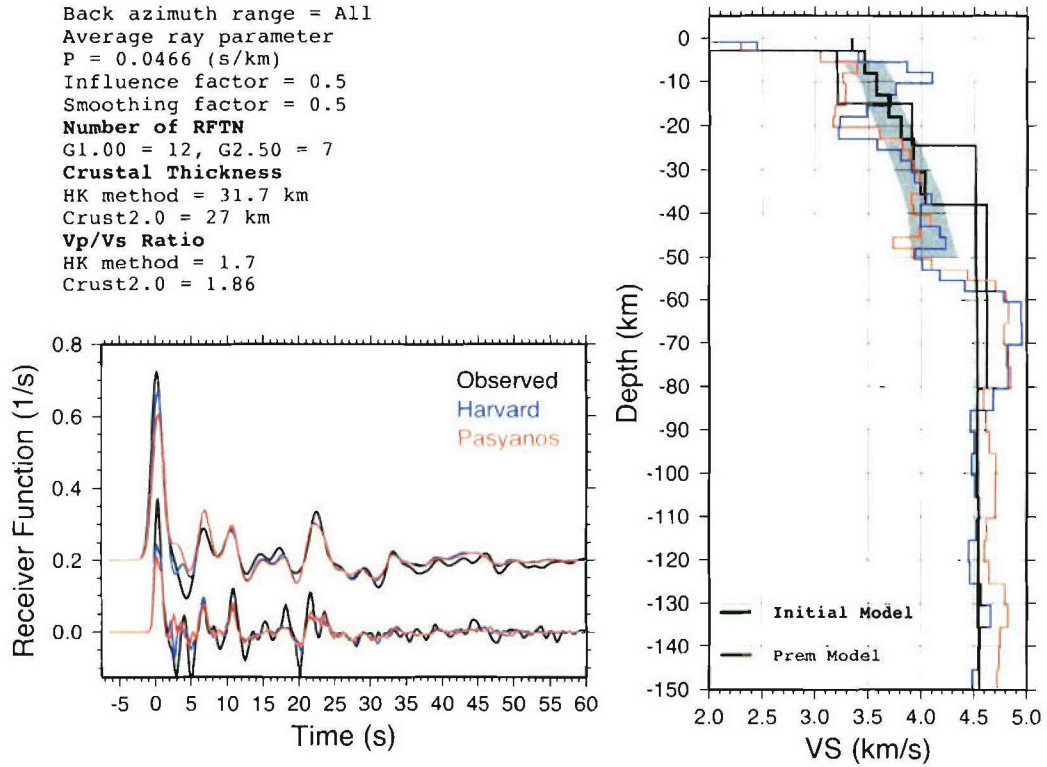 Back azimuth range = All
Average ray parameter
P = 0.0466 (s/km)
Influence factor = 0.5
Smoothing factor = 0.5
Number of RFTN
G1.00 = 12, G2.50 = 7
Crustal Thickness
HK method = 31.7 km
Crust2.0 = 27 km
Vp/Vs Ratio
HK method = 1.7
Crust2.0 = 1.86
Receiver Function (1/s)
0.8
0.6
0.4
0.2
0.0
Observed
Harvard
Pasyanos
-5 0 5 10 15 20 25 30 35 40 45 50 55 60
Time (s)
Depth (km)
0
-10
-20
-30
-40
-50
-60
-70
-80
-90
-100
-110
-120
-130
-140
-150
Initial Model
Prem Model
2.0 2.5 3.0 3.5 4.0 4.5 5.0
VS (km/s)